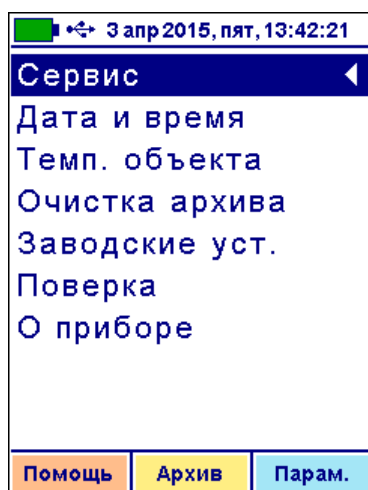 3 апр 2015, пят, 13:42:21
Сервис
Дата и время
Темп. объекта
Очистка архива
Заводские уст.
Поверка
О приборе
Помощь Архив Парам.